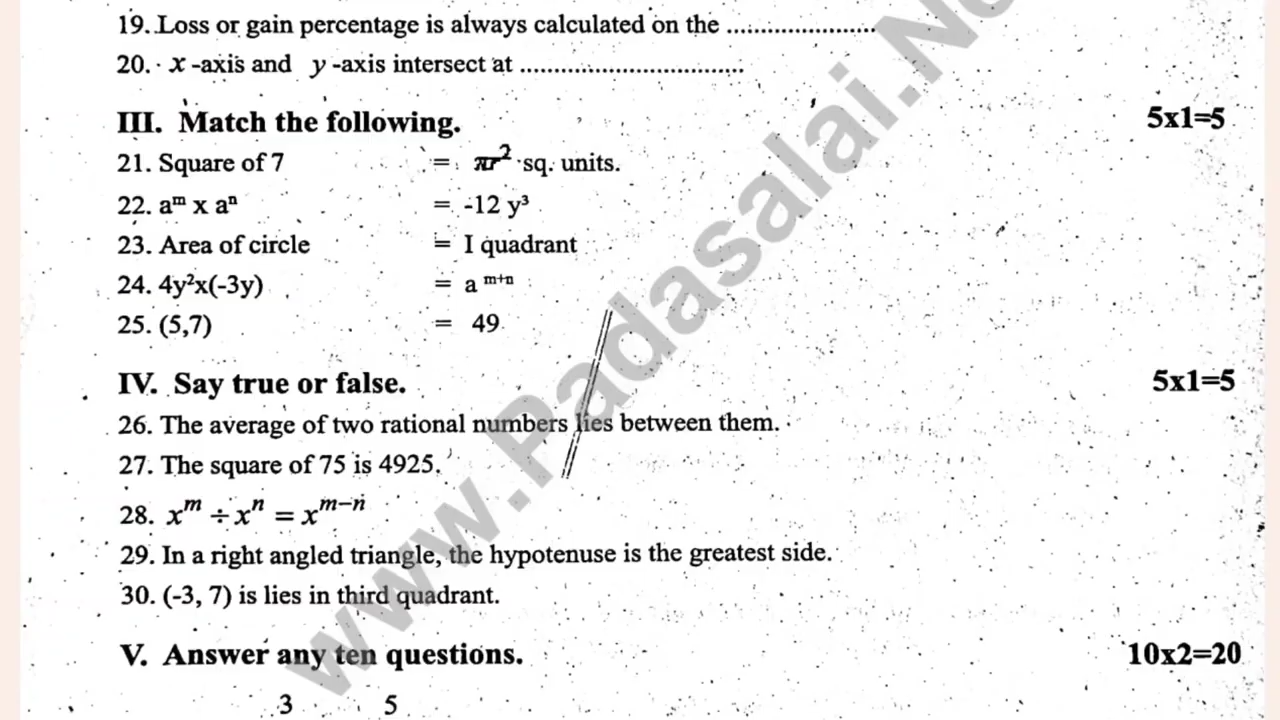 19. Loss or gain percentage is always calculated on the ......................
20. x -axis and y -axis intersect at .................................
III. Match the following. 5x1=5
21. Square of 7 = πr² sq. units.
22. aᵐ x aⁿ = -12 y³
23. Area of circle = I quadrant
24. 4y²x(-3y) = a ᵐ⁺ⁿ
25. (5,7) = 49
IV. Say true or false. 5x1=5
26. The average of two rational numbers lies between them.
27. The square of 75 is 4925.
28. xᵐ ÷ xⁿ = xᵐ⁻ⁿ
29. In a right angled triangle, the hypotenuse is the greatest side.
30. (-3, 7) is lies in third quadrant.
V. Answer any ten questions. 10x2=20
3 5
www.Padasalai.Ne